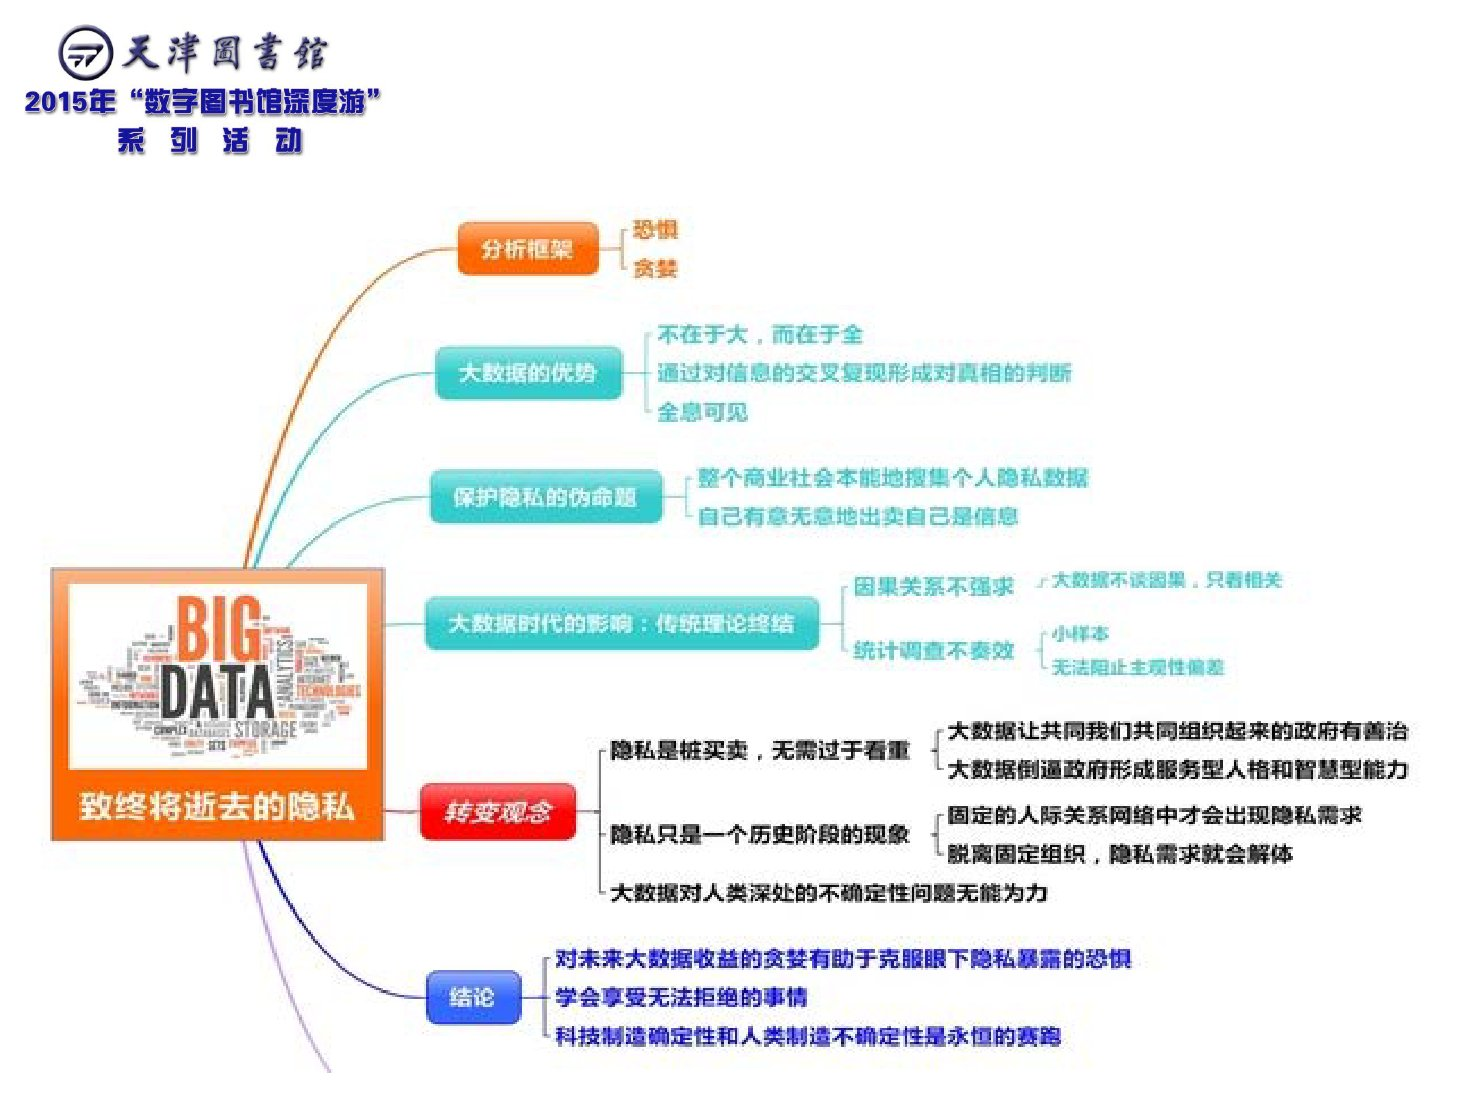 天津圖書館
2015年“数字图书馆深度游”
系列活动
分析框架
恐惧
贪婪
大数据的优势
不在于大，而在于全
通过对信息的交叉复现形成对真相的判断
全息可见
保护隐私的伪命题
整个商业社会本能地搜集个人隐私数据
自己有意无意地出卖自己是信息
大数据时代的影响：传统理论终结
因果关系不强求
大数据不谈因果，只看相关
统计调查不奏效
小样本
无法阻止主观性偏差
BIG
DATA
ANALYTICS
TECHNOLOGIES
INFORMATION
STORAGE
COMPLEX
DATABASES
SETS
致终将逝去的隐私
转变观念
隐私是桩买卖，无需过于看重
大数据让共同我们共同组织起来的政府有善治
大数据倒逼政府形成服务型人格和智慧型能力
隐私只是一个历史阶段的现象
固定的人际关系网络中才会出现隐私需求
脱离固定组织，隐私需求就会解体
大数据对人类深处的不确定性问题无能为力
结论
对未来大数据收益的贪婪有助于克服眼下隐私暴露的恐惧
学会享受无法拒绝的事情
科技制造确定性和人类制造不确定性是永恒的赛跑